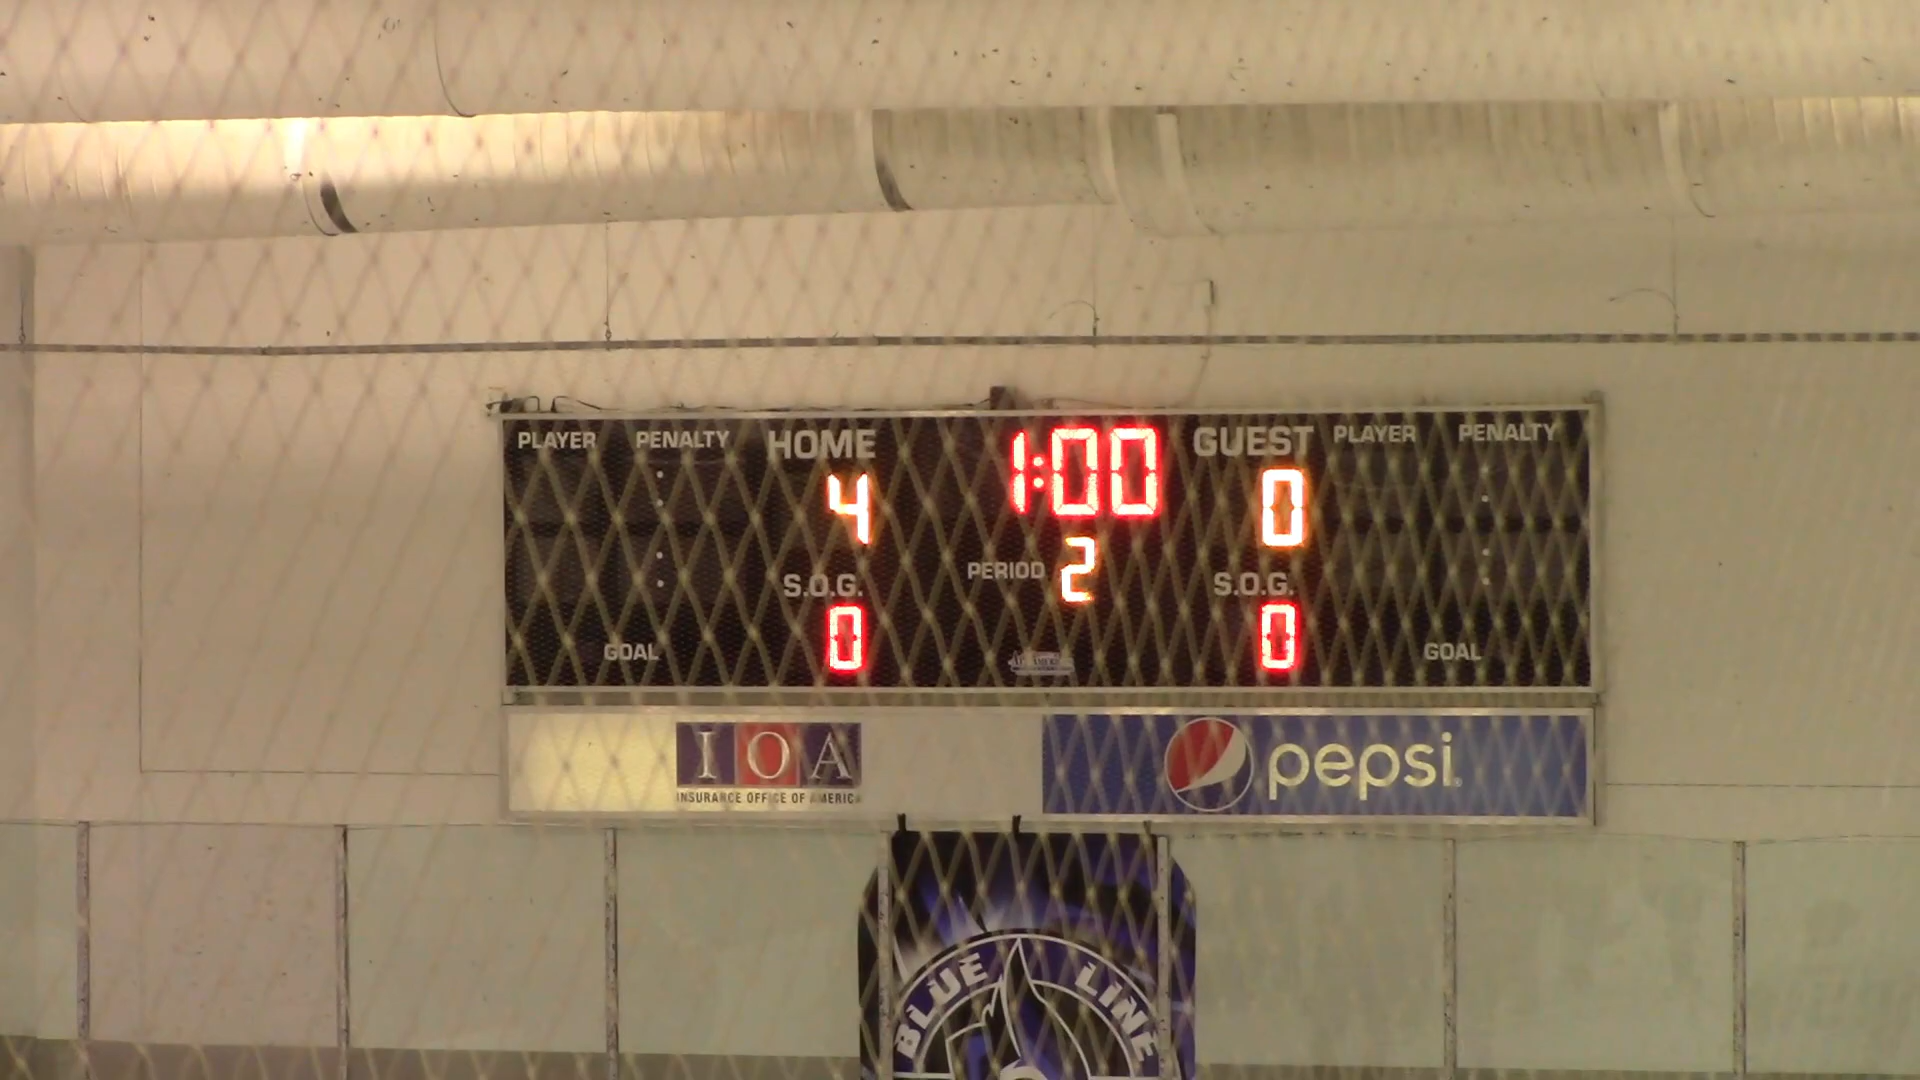 PLAYER PENALTY HOME 1:00 GUEST PLAYER PENALTY
4 0
PERIOD 2
S.O.G. S.O.G.
0 0
GOAL GOAL
IOA
INSURANCE OFFICE OF AMERICA
pepsi
BLUE LINE